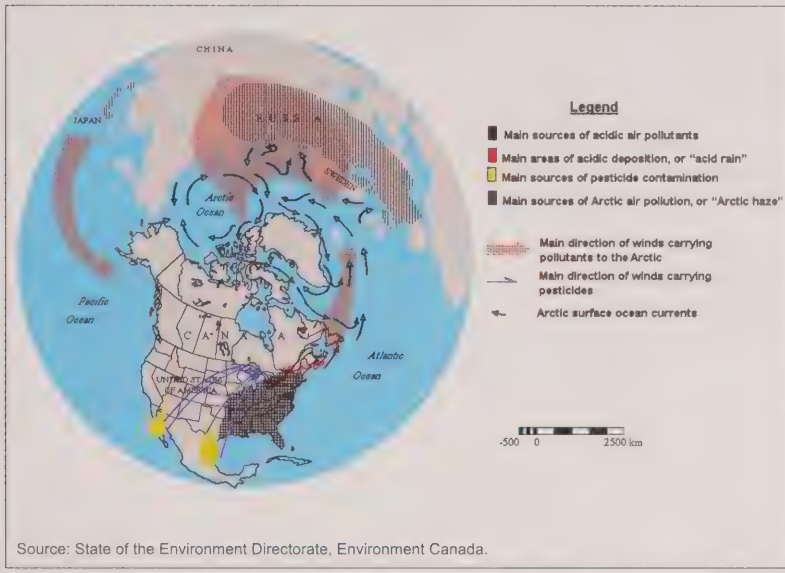 CHINA
JAPAN
RUSSIA
SWEDEN
Arctic
Ocean
Pacific
Ocean
CANADA
Atlantic
Ocean
UNITED STATES
OF AMERICA
Legend
Main sources of acidic air pollutants
Main areas of acidic deposition, or "acid rain"
Main sources of pesticide contamination
Main sources of Arctic air pollution, or "Arctic haze"
Main direction of winds carrying
pollutants to the Arctic
Main direction of winds carrying
pesticides
Arctic surface ocean currents
-500 0 2500 km
Source: State of the Environment Directorate, Environment Canada.